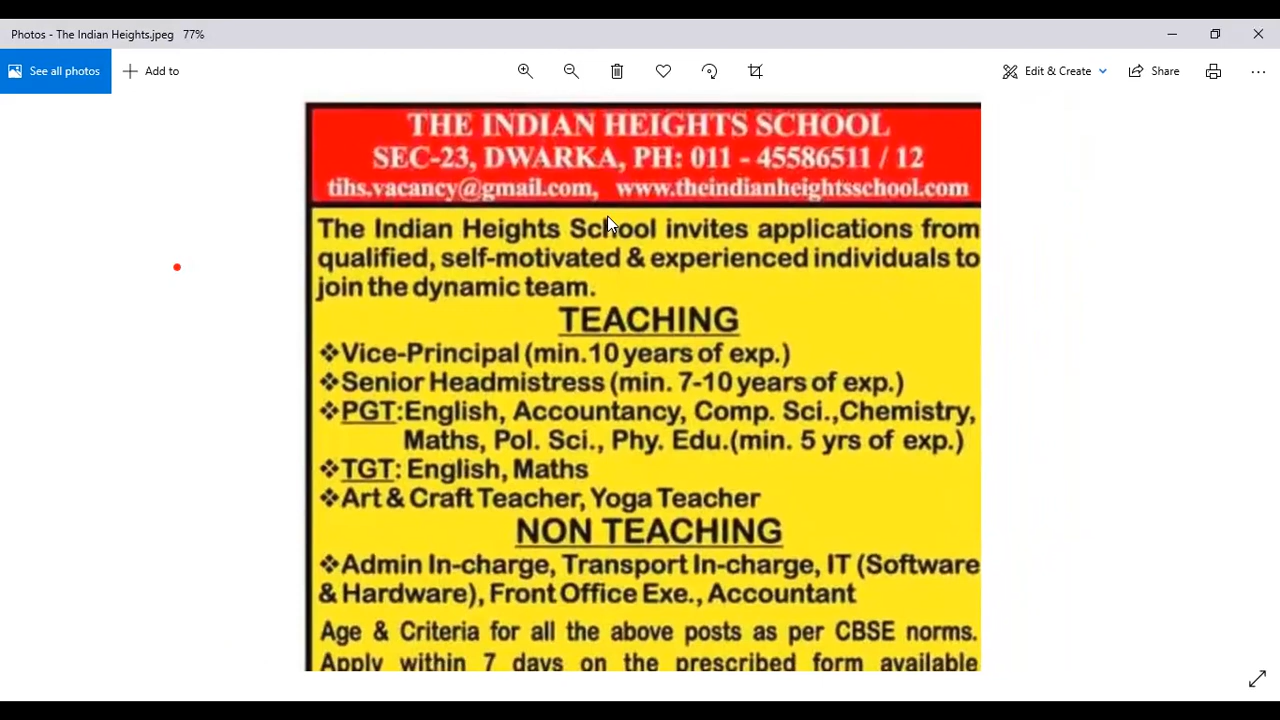 Photos - The Indian Heights.jpeg 77%
See all photos
Add to
Edit & Create
Share
THE INDIAN HEIGHTS SCHOOL
SEC-23, DWARKA, PH: 011 - 45586511 / 12
tihs.vacancy@gmail.com, www.theindianheightsschool.com
The Indian Heights School invites applications from
qualified, self-motivated & experienced individuals to
join the dynamic team.
TEACHING
❖Vice-Principal (min.10 years of exp.)
❖Senior Headmistress (min. 7-10 years of exp.)
❖PGT:English, Accountancy, Comp. Sci.,Chemistry,
Maths, Pol. Sci., Phy. Edu.(min. 5 yrs of exp.)
❖TGT: English, Maths
❖Art & Craft Teacher, Yoga Teacher
NON TEACHING
❖Admin In-charge, Transport In-charge, IT (Software
& Hardware), Front Office Exe., Accountant
Age & Criteria for all the above posts as per CBSE norms.
Apply within 7 days on the prescribed form available